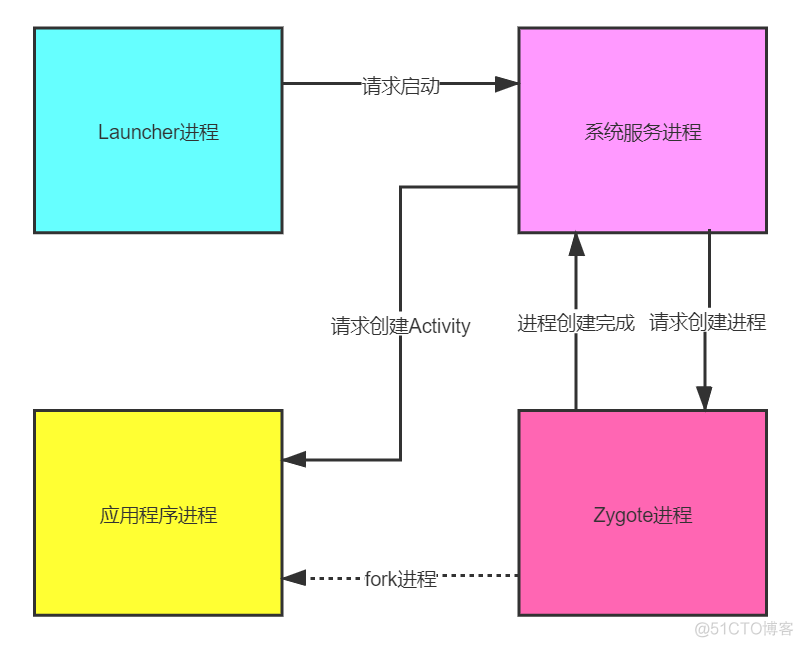 请求启动
Launcher进程
系统服务进程
请求创建Activity
进程创建完成
请求创建进程
应用程序进程
Zygote进程
fork进程
@51CTO博客